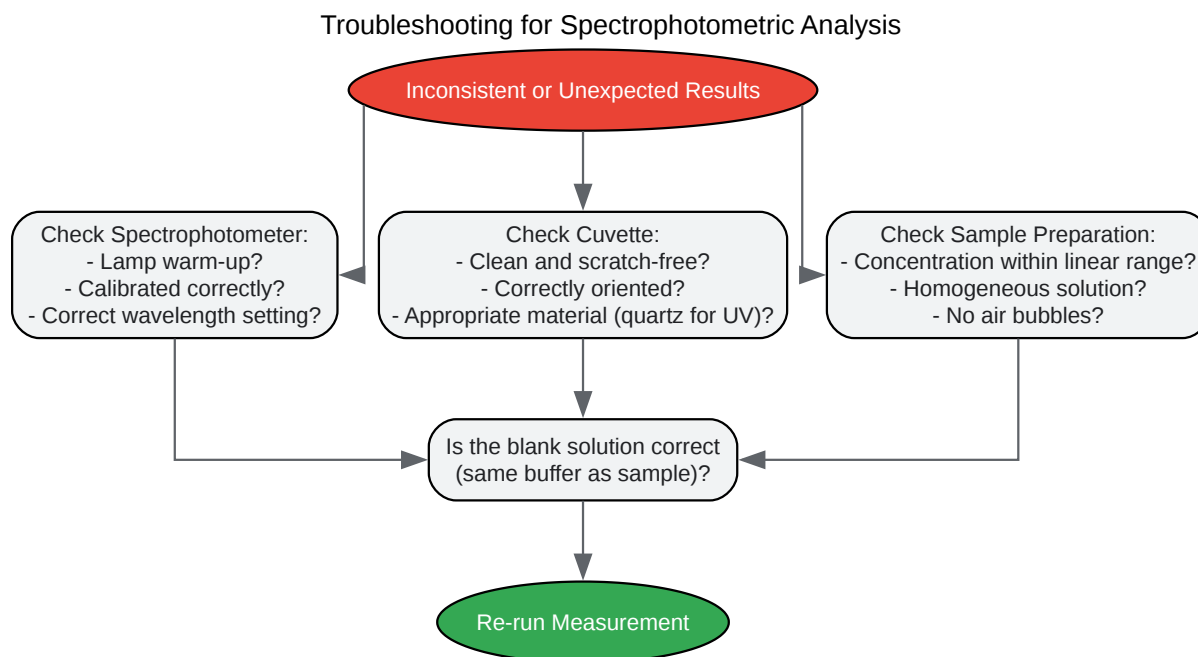 Troubleshooting for Spectrophotometric Analysis
Inconsistent or Unexpected Results
Check Spectrophotometer:
- Lamp warm-up?
- Calibrated correctly?
- Correct wavelength setting?
Check Cuvette:
- Clean and scratch-free?
- Correctly oriented?
- Appropriate material (quartz for UV)?
Check Sample Preparation:
- Concentration within linear range?
- Homogeneous solution?
- No air bubbles?
Is the blank solution correct
(same buffer as sample)?
Re-run Measurement